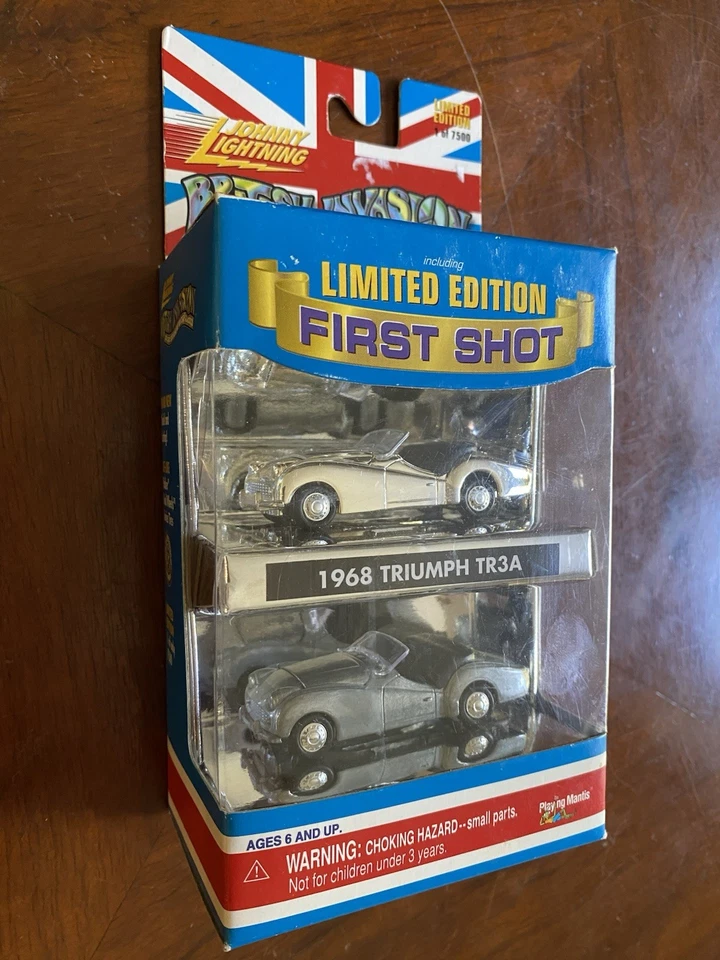 JOHNNY
LIGHTNING
LIMITED
EDITION
1 of 7500
BRITISH INVASION
including
LIMITED EDITION
FIRST SHOT
1968 TRIUMPH TR3A
AGES 6 AND UP.
WARNING: CHOKING HAZARD--small parts.
Not for children under 3 years.
Playing Mantis